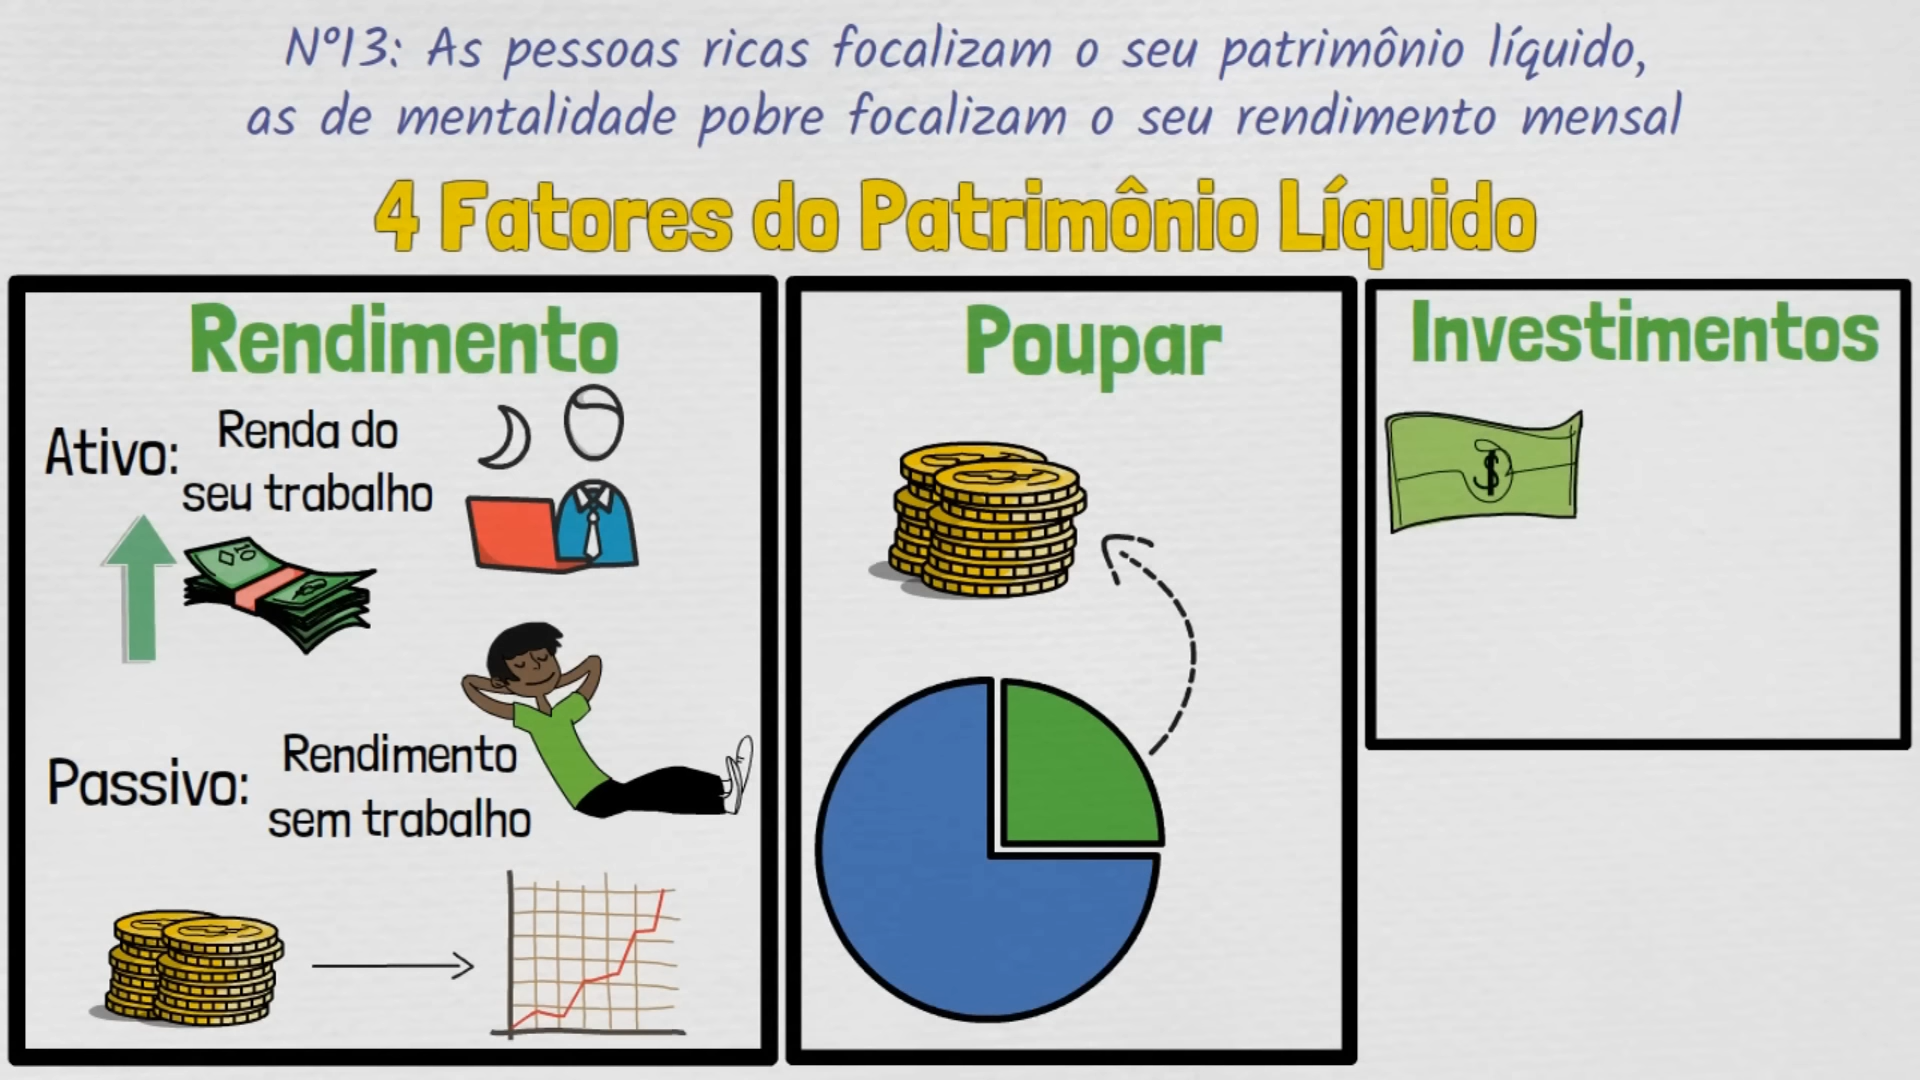 Nº13: As pessoas ricas focalizam o seu patrimônio líquido,
as de mentalidade pobre focalizam o seu rendimento mensal
4 Fatores do Patrimônio Líquido
Rendimento
Ativo:
Renda do
seu trabalho
10
Passivo:
Rendimento
sem trabalho
Poupar
Investimentos
$